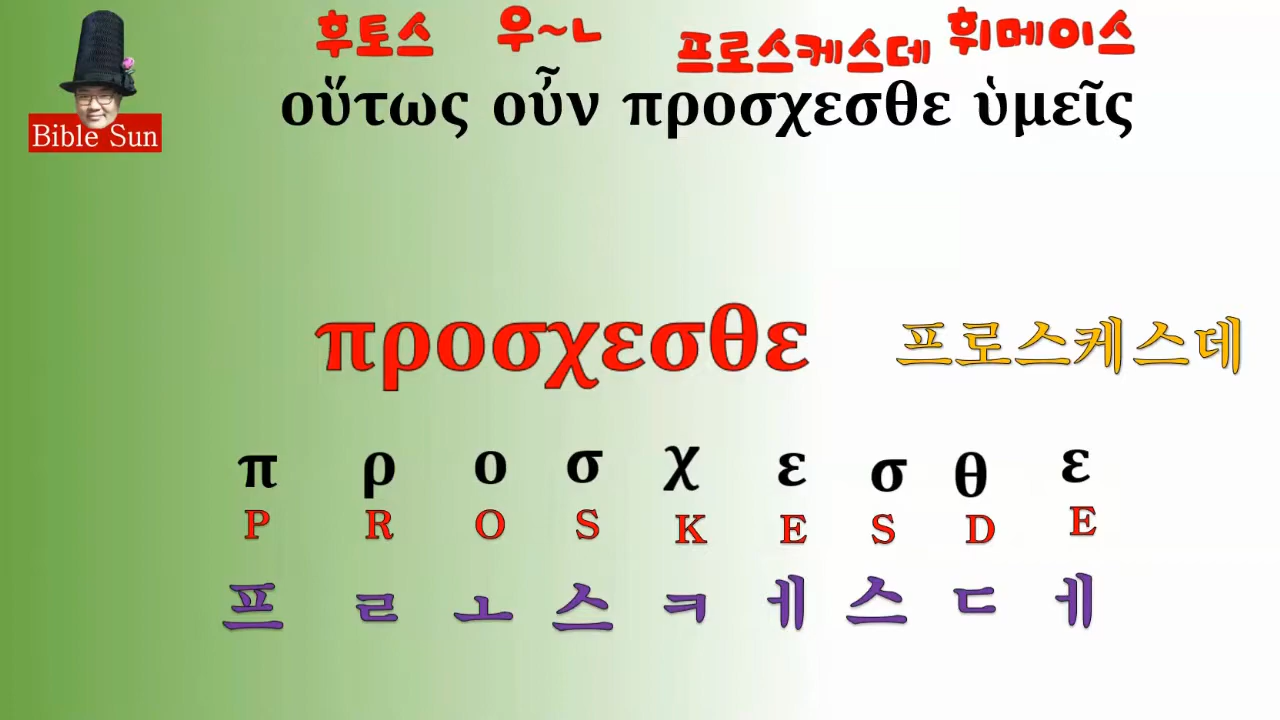 후토스 우~ㄴ 프로스케스데 휘메이스
οὕτως οὖν προσχεσθε ὑμεῖς
Bible Sun
προσχεσθε 프로스케스데
π ρ ο σ χ ε σ θ ε
P R O S K E S D E
프 ㄹ ㅗ 스 ㅋ ㅔ 스 ㄷ ㅔ